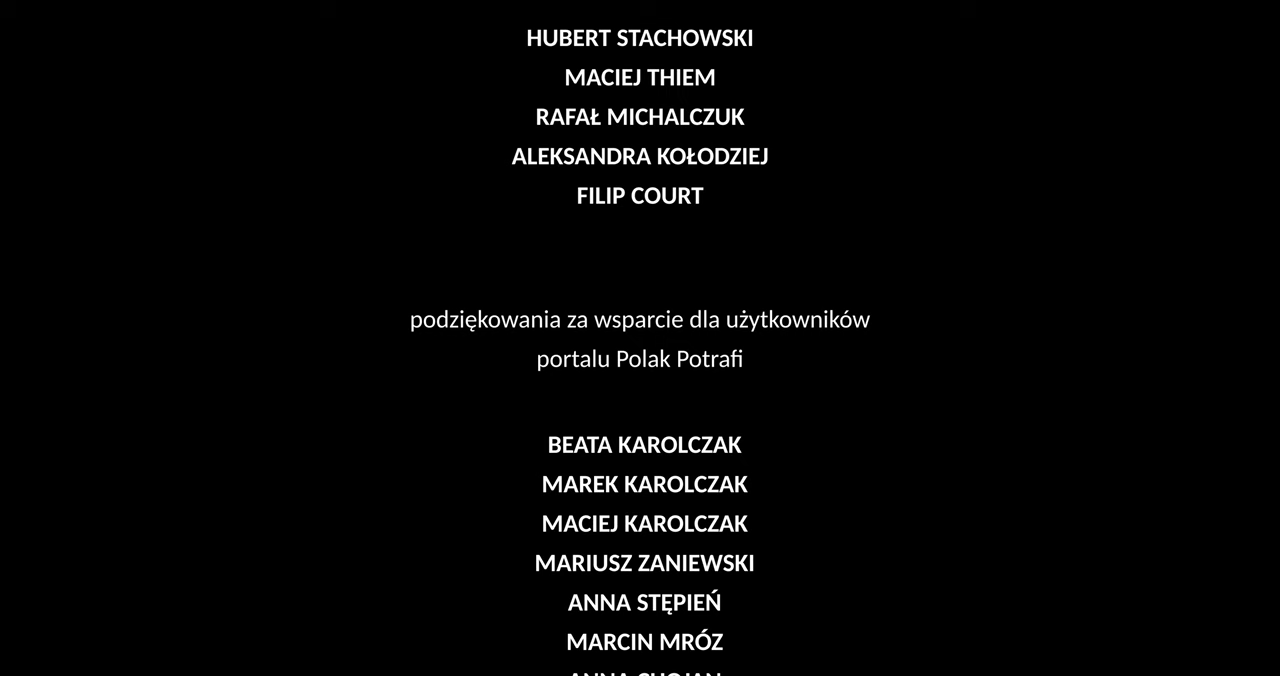 HUBERT STACHOWSKI
MACIEJ THIEM
RAFAŁ MICHALCZUK
ALEKSANDRA KOŁODZIEJ
FILIP COURT
podziękowania za wsparcie dla użytkowników
portalu Polak Potrafi
BEATA KAROLCZAK
MAREK KAROLCZAK
MACIEJ KAROLCZAK
MARIUSZ ZANIEWSKI
ANNA STĘPIEŃ
MARCIN MRÓZ